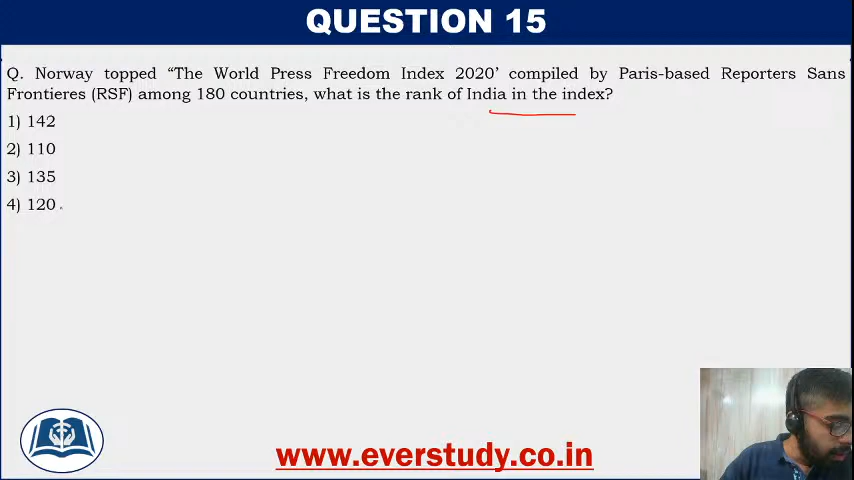 QUESTION 15
Q. Norway topped “The World Press Freedom Index 2020’ compiled by Paris-based Reporters Sans
Frontieres (RSF) among 180 countries, what is the rank of India in the index?
1) 142
2) 110
3) 135
4) 120
www.everstudy.co.in